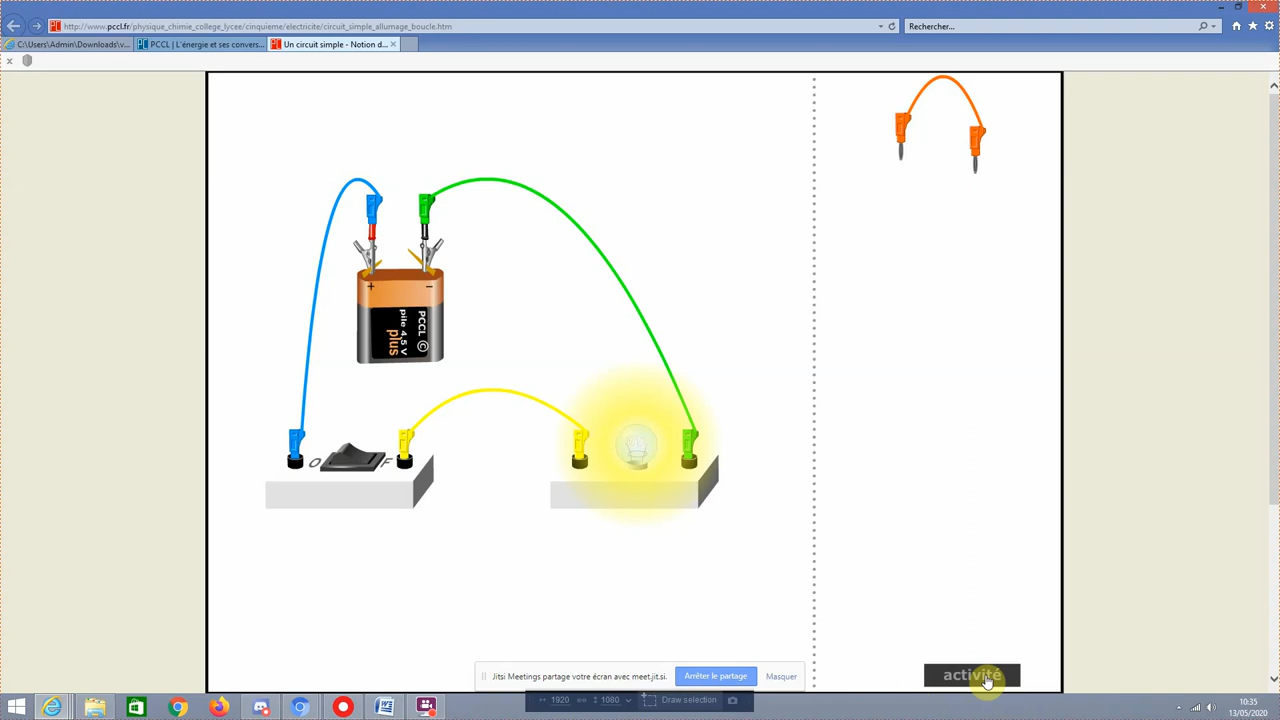 http://www.pccl.fr/physique_chimie_college_lycee/cinquieme/electricite/circuit_simple_allumage_boucle.htm
Rechercher...
C:\Users\Admin\Downloads\v...
PCCL | L'énergie et ses convers...
Un circuit simple - Notion d...
+ −
PCCL ©
pile 4,5 V
plus
O F
activité
Jitsi Meetings partage votre écran avec meet.jit.si.
Arrêter le partage
Masquer
1920
1080
Draw selection
10:35
13/05/2020